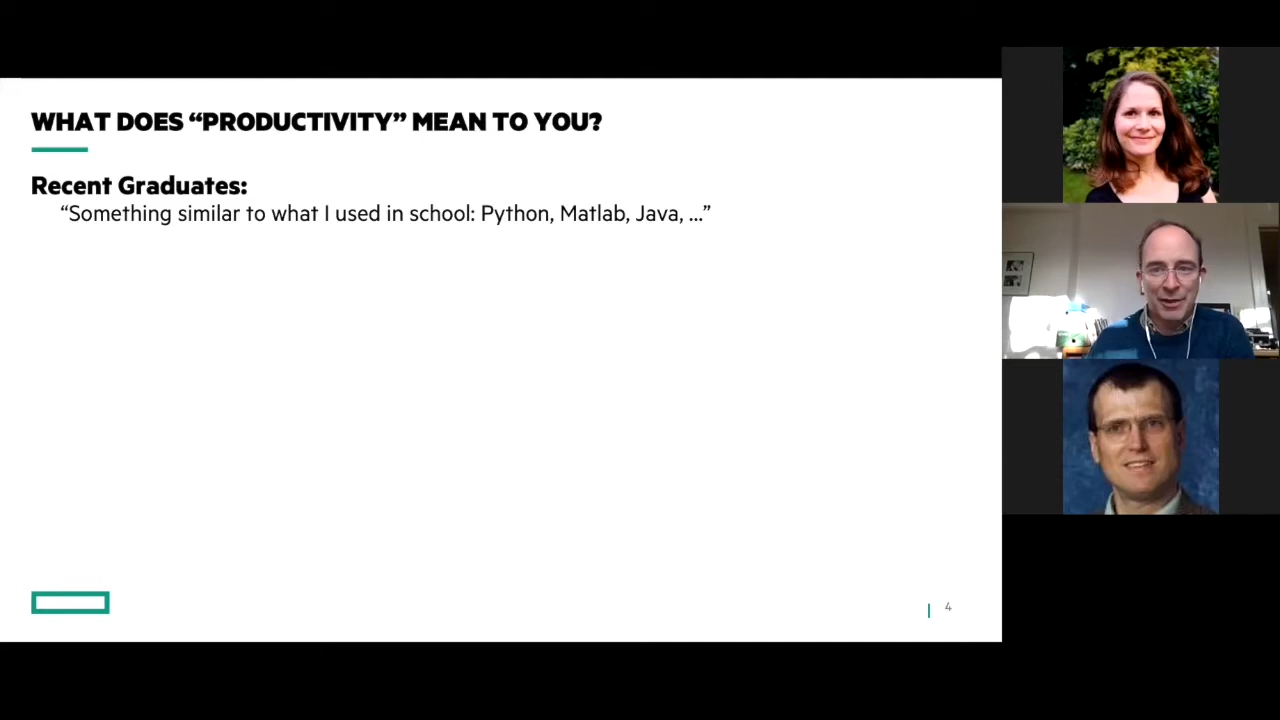 WHAT DOES “PRODUCTIVITY” MEAN TO YOU?
Recent Graduates:
“Something similar to what I used in school: Python, Matlab, Java, …”
4